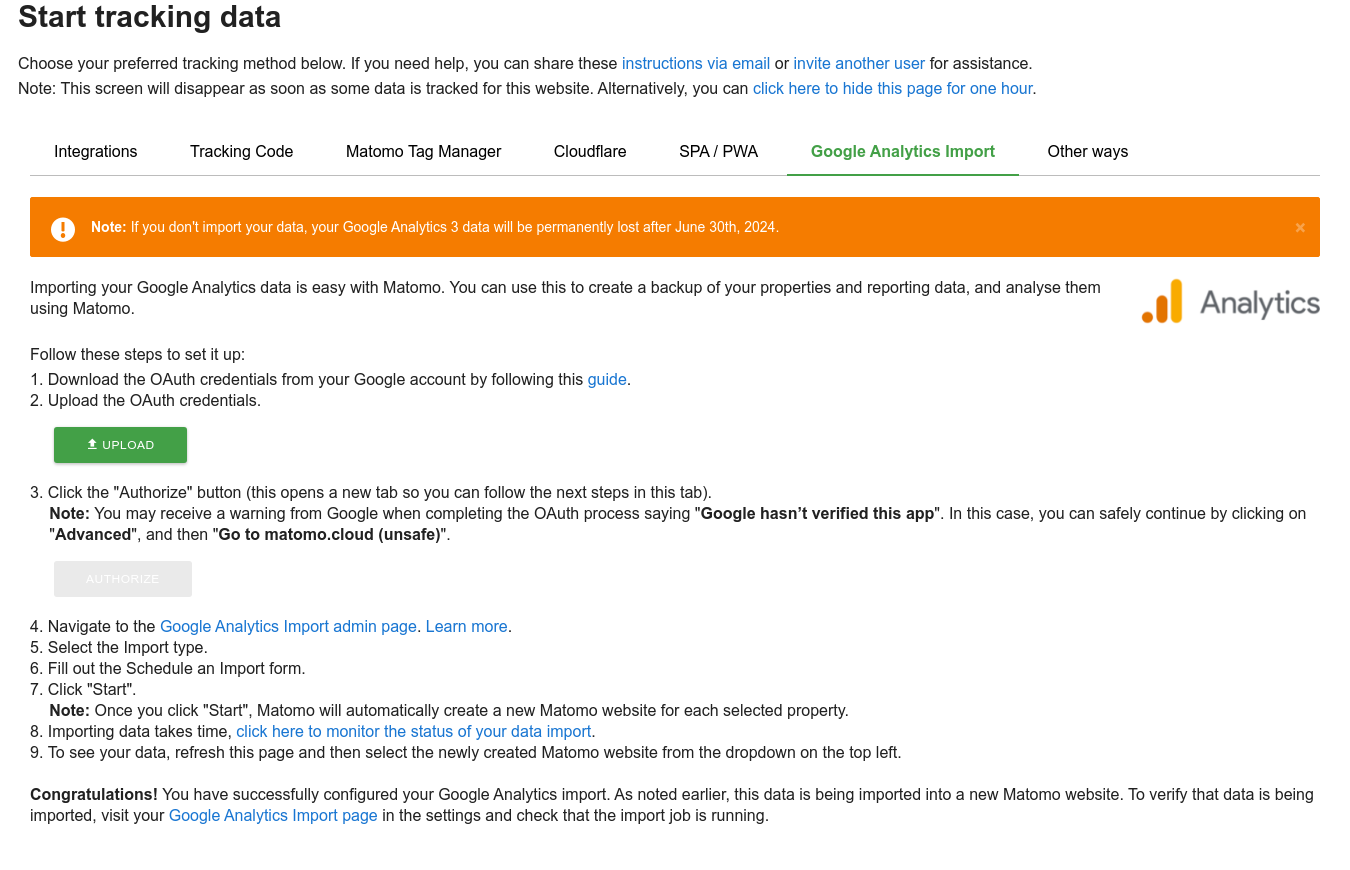 Start tracking data
Choose your preferred tracking method below. If you need help, you can share these instructions via email or invite another user for assistance.
Note: This screen will disappear as soon as some data is tracked for this website. Alternatively, you can click here to hide this page for one hour.
Integrations Tracking Code Matomo Tag Manager Cloudflare SPA / PWA Google Analytics Import Other ways
Note: If you don't import your data, your Google Analytics 3 data will be permanently lost after June 30th, 2024.
Importing your Google Analytics data is easy with Matomo. You can use this to create a backup of your properties and reporting data, and analyse them
using Matomo.
Analytics
Follow these steps to set it up:
1. Download the OAuth credentials from your Google account by following this guide.
2. Upload the OAuth credentials.
UPLOAD
3. Click the "Authorize" button (this opens a new tab so you can follow the next steps in this tab).
Note: You may receive a warning from Google when completing the OAuth process saying "Google hasn’t verified this app". In this case, you can safely continue by clicking on
"Advanced", and then "Go to matomo.cloud (unsafe)".
AUTHORIZE
4. Navigate to the Google Analytics Import admin page. Learn more.
5. Select the Import type.
6. Fill out the Schedule an Import form.
7. Click "Start".
Note: Once you click "Start", Matomo will automatically create a new Matomo website for each selected property.
8. Importing data takes time, click here to monitor the status of your data import.
9. To see your data, refresh this page and then select the newly created Matomo website from the dropdown on the top left.
Congratulations! You have successfully configured your Google Analytics import. As noted earlier, this data is being imported into a new Matomo website. To verify that data is being
imported, visit your Google Analytics Import page in the settings and check that the import job is running.